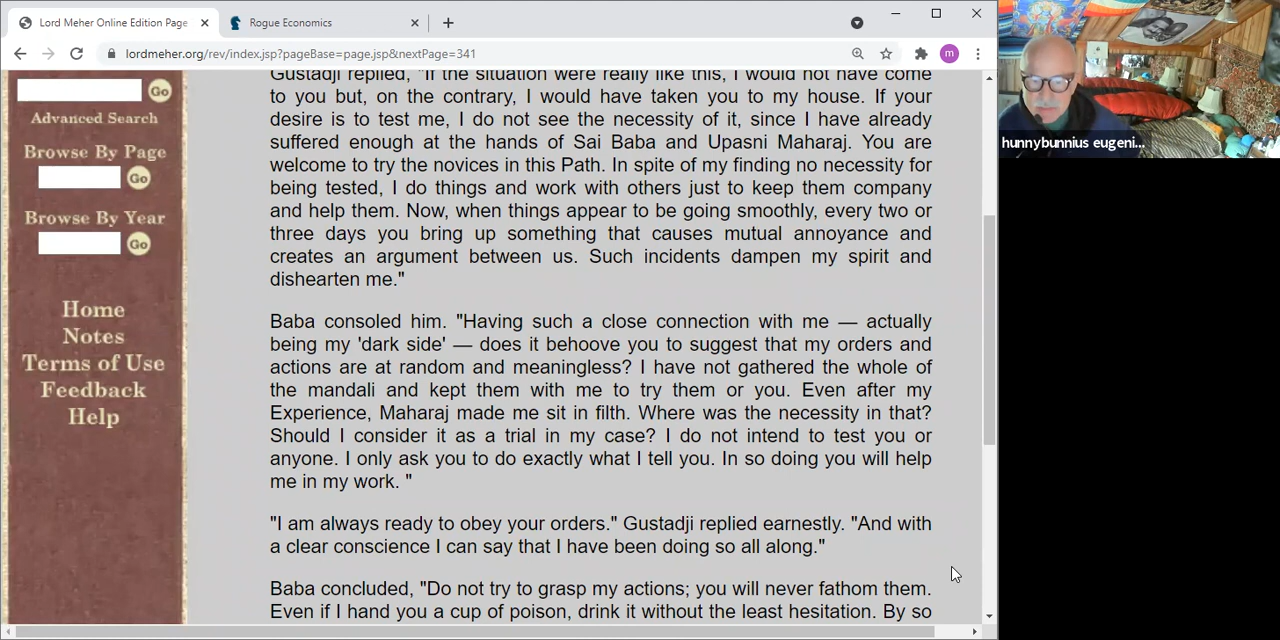 Lord Meher Online Edition Page
Rogue Economics
lordmeher.org/rev/index.jsp?pageBase=page.jsp&nextPage=341
m
Go
Advanced Search
Browse By Page
Go
Browse By Year
Go
Home
Notes
Terms of Use
Feedback
Help
Gustadji replied, "If the situation were really like this, I would not have come
to you but, on the contrary, I would have taken you to my house. If your
desire is to test me, I do not see the necessity of it, since I have already
suffered enough at the hands of Sai Baba and Upasni Maharaj. You are
welcome to try the novices in this Path. In spite of my finding no necessity for
being tested, I do things and work with others just to keep them company
and help them. Now, when things appear to be going smoothly, every two or
three days you bring up something that causes mutual annoyance and
creates an argument between us. Such incidents dampen my spirit and
dishearten me."
Baba consoled him. "Having such a close connection with me — actually
being my 'dark side' — does it behoove you to suggest that my orders and
actions are at random and meaningless? I have not gathered the whole of
the mandali and kept them with me to try them or you. Even after my
Experience, Maharaj made me sit in filth. Where was the necessity in that?
Should I consider it as a trial in my case? I do not intend to test you or
anyone. I only ask you to do exactly what I tell you. In so doing you will help
me in my work. "
"I am always ready to obey your orders." Gustadji replied earnestly. "And with
a clear conscience I can say that I have been doing so all along."
Baba concluded, "Do not try to grasp my actions; you will never fathom them.
Even if I hand you a cup of poison, drink it without the least hesitation. By so
hunnybunnius eugeni...